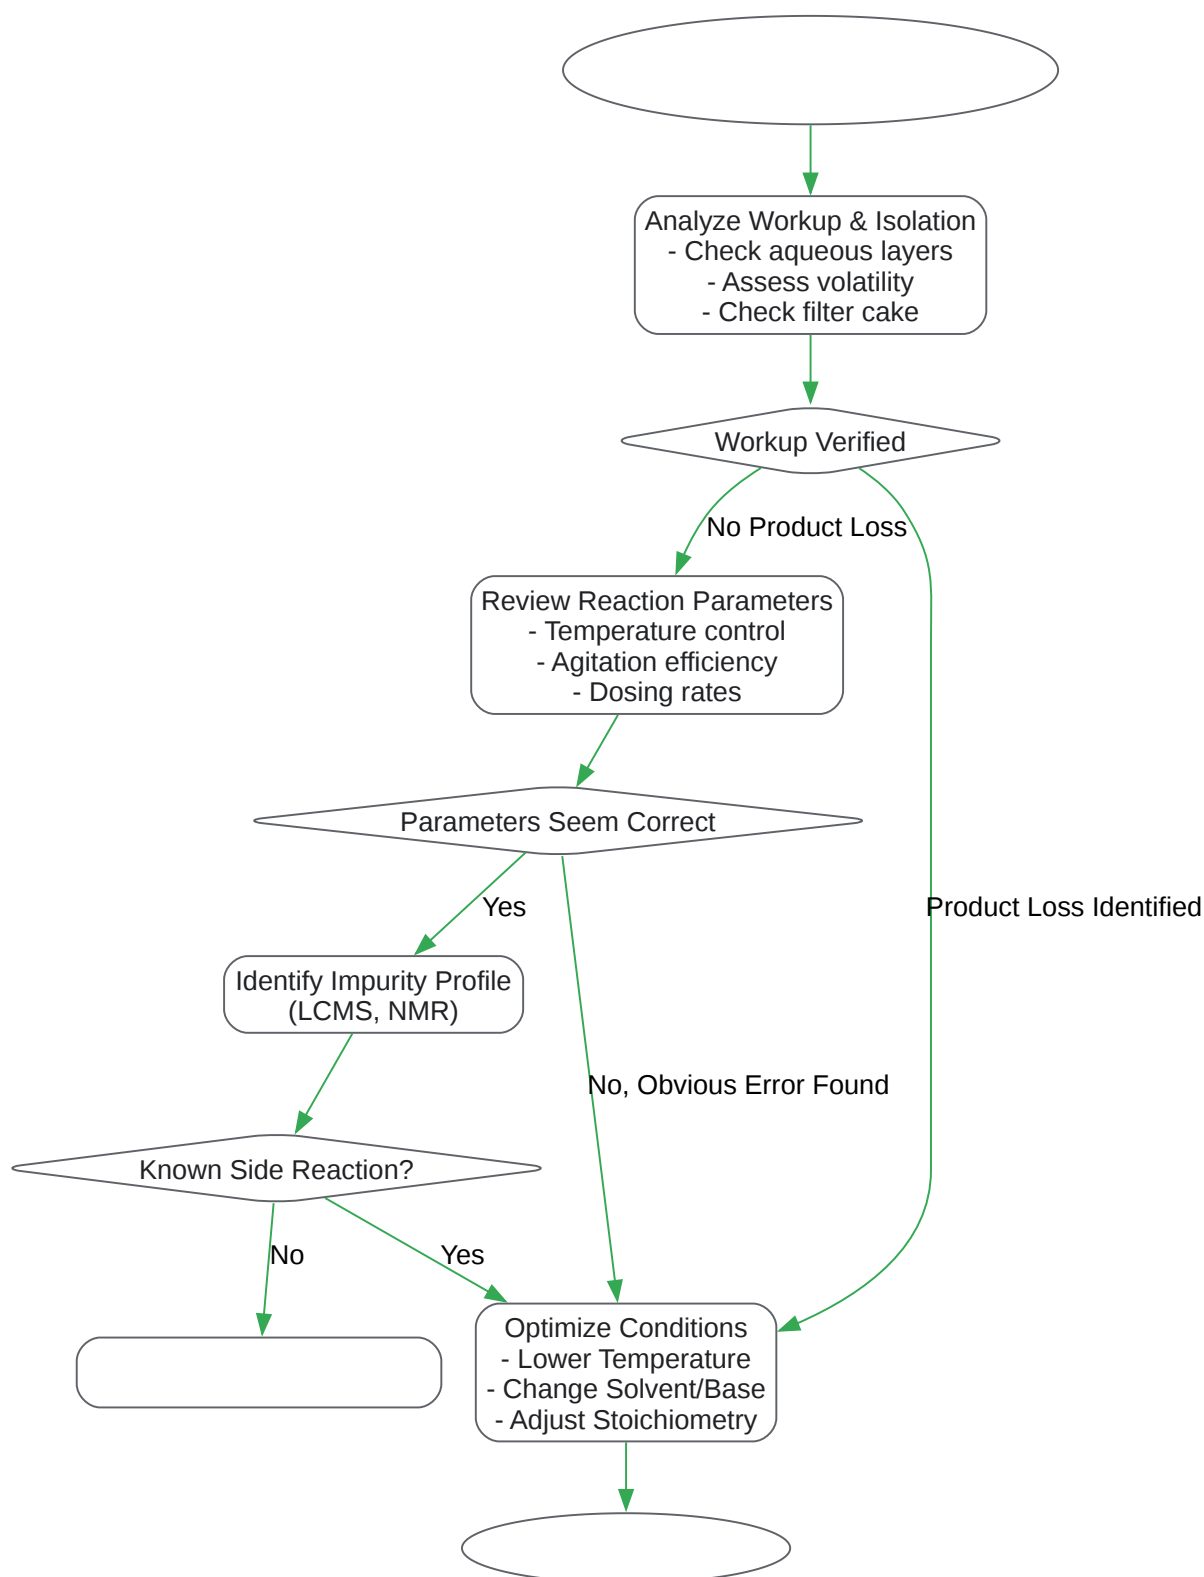 Analyze Workup & Isolation
- Check aqueous layers
- Assess volatility
- Check filter cake
Workup Verified
No Product Loss
Review Reaction Parameters
- Temperature control
- Agitation efficiency
- Dosing rates
Parameters Seem Correct
Yes
Product Loss Identified
Identify Impurity Profile
(LCMS, NMR)
No, Obvious Error Found
Known Side Reaction?
No
Yes
Optimize Conditions
- Lower Temperature
- Change Solvent/Base
- Adjust Stoichiometry